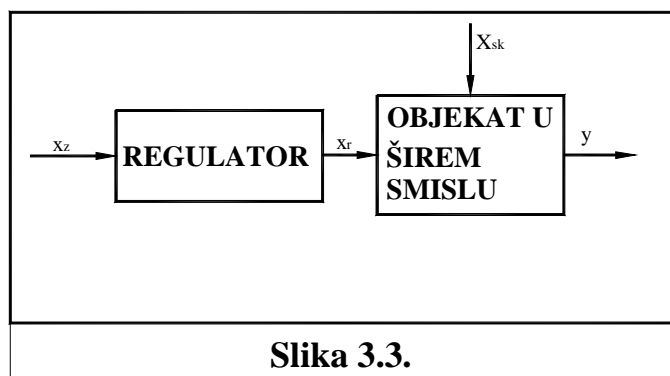 Xsk
xz
REGULATOR
xr
OBJEKAT U
ŠIREM
SMISLU
y
Slika 3.3.